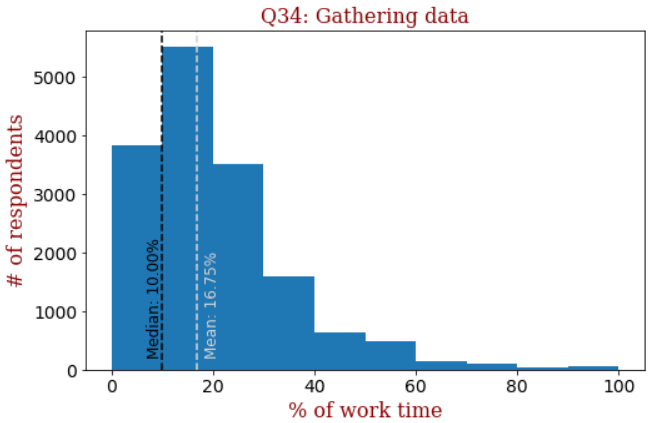 Q34: Gathering data
# of respondents
5000
4000
3000
2000
1000
0
Median: 10.00%
Mean: 16.75%
0 20 40 60 80 100
% of work time